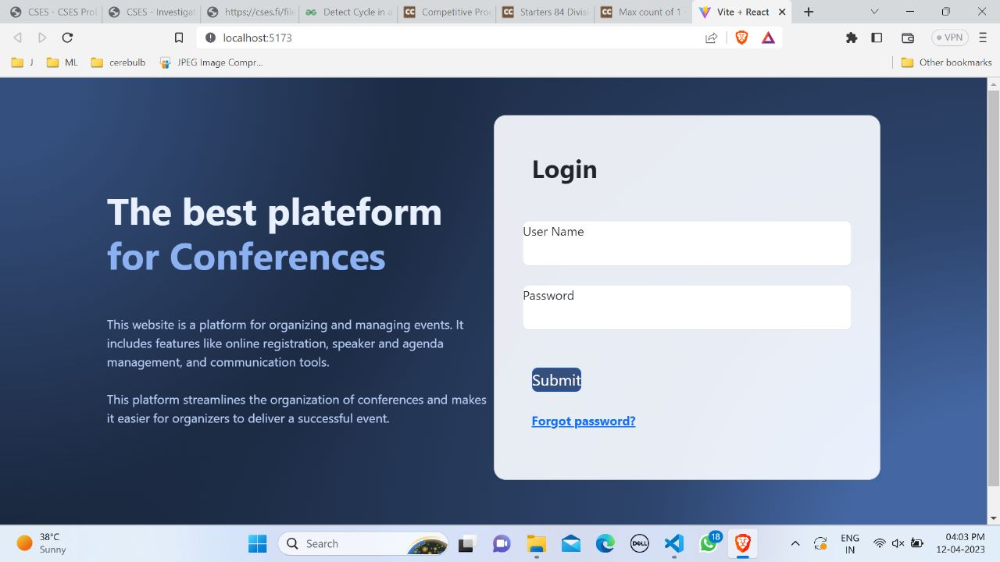 CSES - CSES Prob
CSES - Investigat
https://cses.fi/file
Detect Cycle in a
Competitive Prog
Starters 84 Divisi
Max count of 1 -
Vite + React
localhost:5173
VPN
J
ML
cerebulb
JPEG Image Compr...
Other bookmarks
The best plateform
for Conferences
This website is a platform for organizing and managing events. It
includes features like online registration, speaker and agenda
management, and communication tools.
This platform streamlines the organization of conferences and makes
it easier for organizers to deliver a successful event.
Login
User Name
Password
Submit
Forgot password?
38°C
Sunny
Search
DELL
18
ENG
IN
04:03 PM
12-04-2023